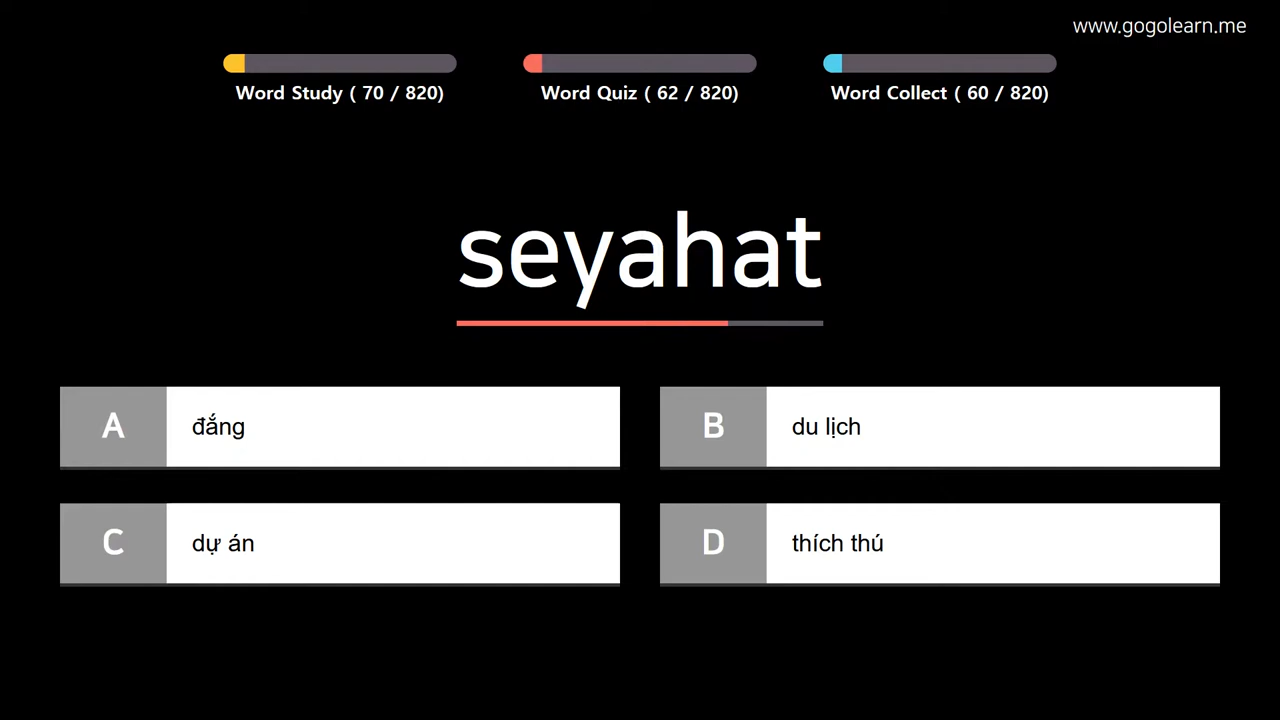 www.gogolearn.me
Word Study ( 70 / 820)
Word Quiz ( 62 / 820)
Word Collect ( 60 / 820)
seyahat
A đắng
B du lịch
C dự án
D thích thú